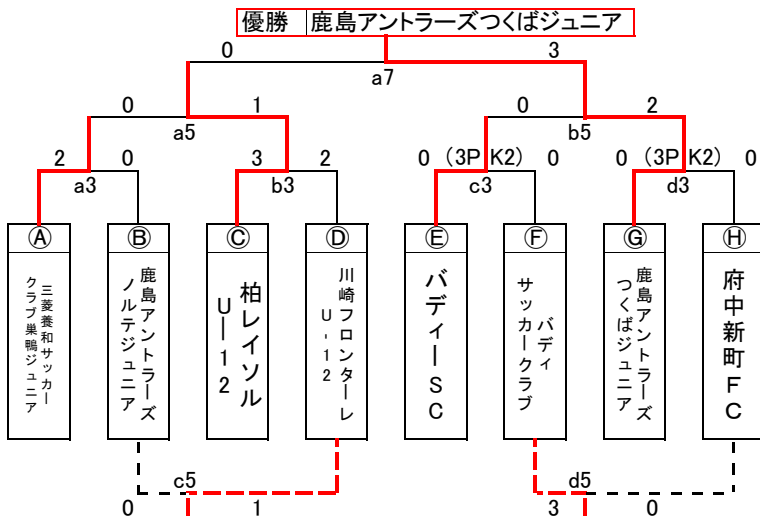 優勝 鹿島アントラーズつくばジュニア
0 3
a7
0 1 0 2
a5 b5
2 0 3 2 0 (3PK2) 0 0 (3PK2) 0
a3 b3 c3 d3
Ⓐ Ⓑ Ⓒ Ⓓ Ⓔ Ⓕ Ⓖ Ⓗ
三菱養和サッカー
クラブ巣鴨ジュニア
鹿島アントラーズ
ノルテジュニア
柏レイソル
U-12
川崎フロンターレ
U-12
バディーSC
バディ
サッカークラブ
鹿島アントラーズ
つくばジュニア
府中新町FC
c5 d5
0 1 3 0